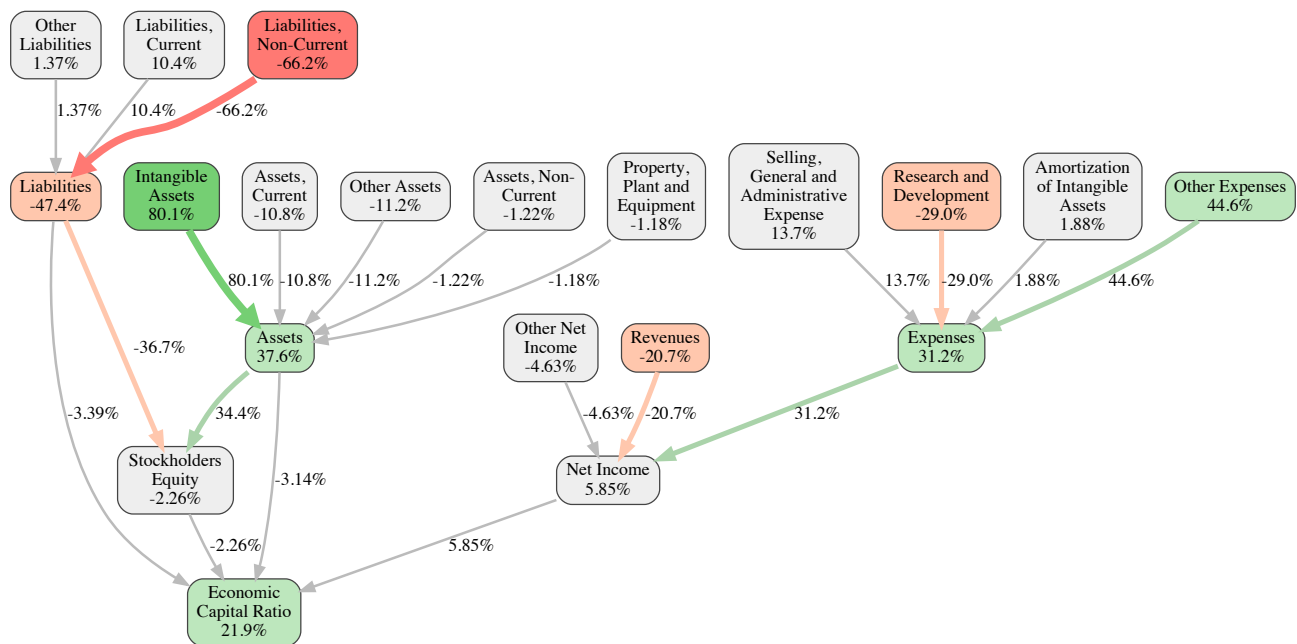 Other
Liabilities
1.37%
Liabilities,
Current
10.4%
Liabilities,
Non-Current
-66.2%
1.37%
10.4%
-66.2%
Liabilities
-47.4%
Intangible
Assets
80.1%
Assets,
Current
-10.8%
Other Assets
-11.2%
Assets, Non-
Current
-1.22%
Property,
Plant and
Equipment
-1.18%
Selling,
General and
Administrative
Expense
13.7%
Research and
Development
-29.0%
Amortization
of Intangible
Assets
1.88%
Other Expenses
44.6%
80.1%
-10.8%
-11.2%
-1.22%
-1.18%
13.7%
-29.0%
1.88%
44.6%
-36.7%
Assets
37.6%
Other Net
Income
-4.63%
Revenues
-20.7%
Expenses
31.2%
-3.39%
34.4%
-4.63%
-20.7%
31.2%
Stockholders
Equity
-2.26%
-3.14%
Net Income
5.85%
-2.26%
5.85%
Economic
Capital Ratio
21.9%